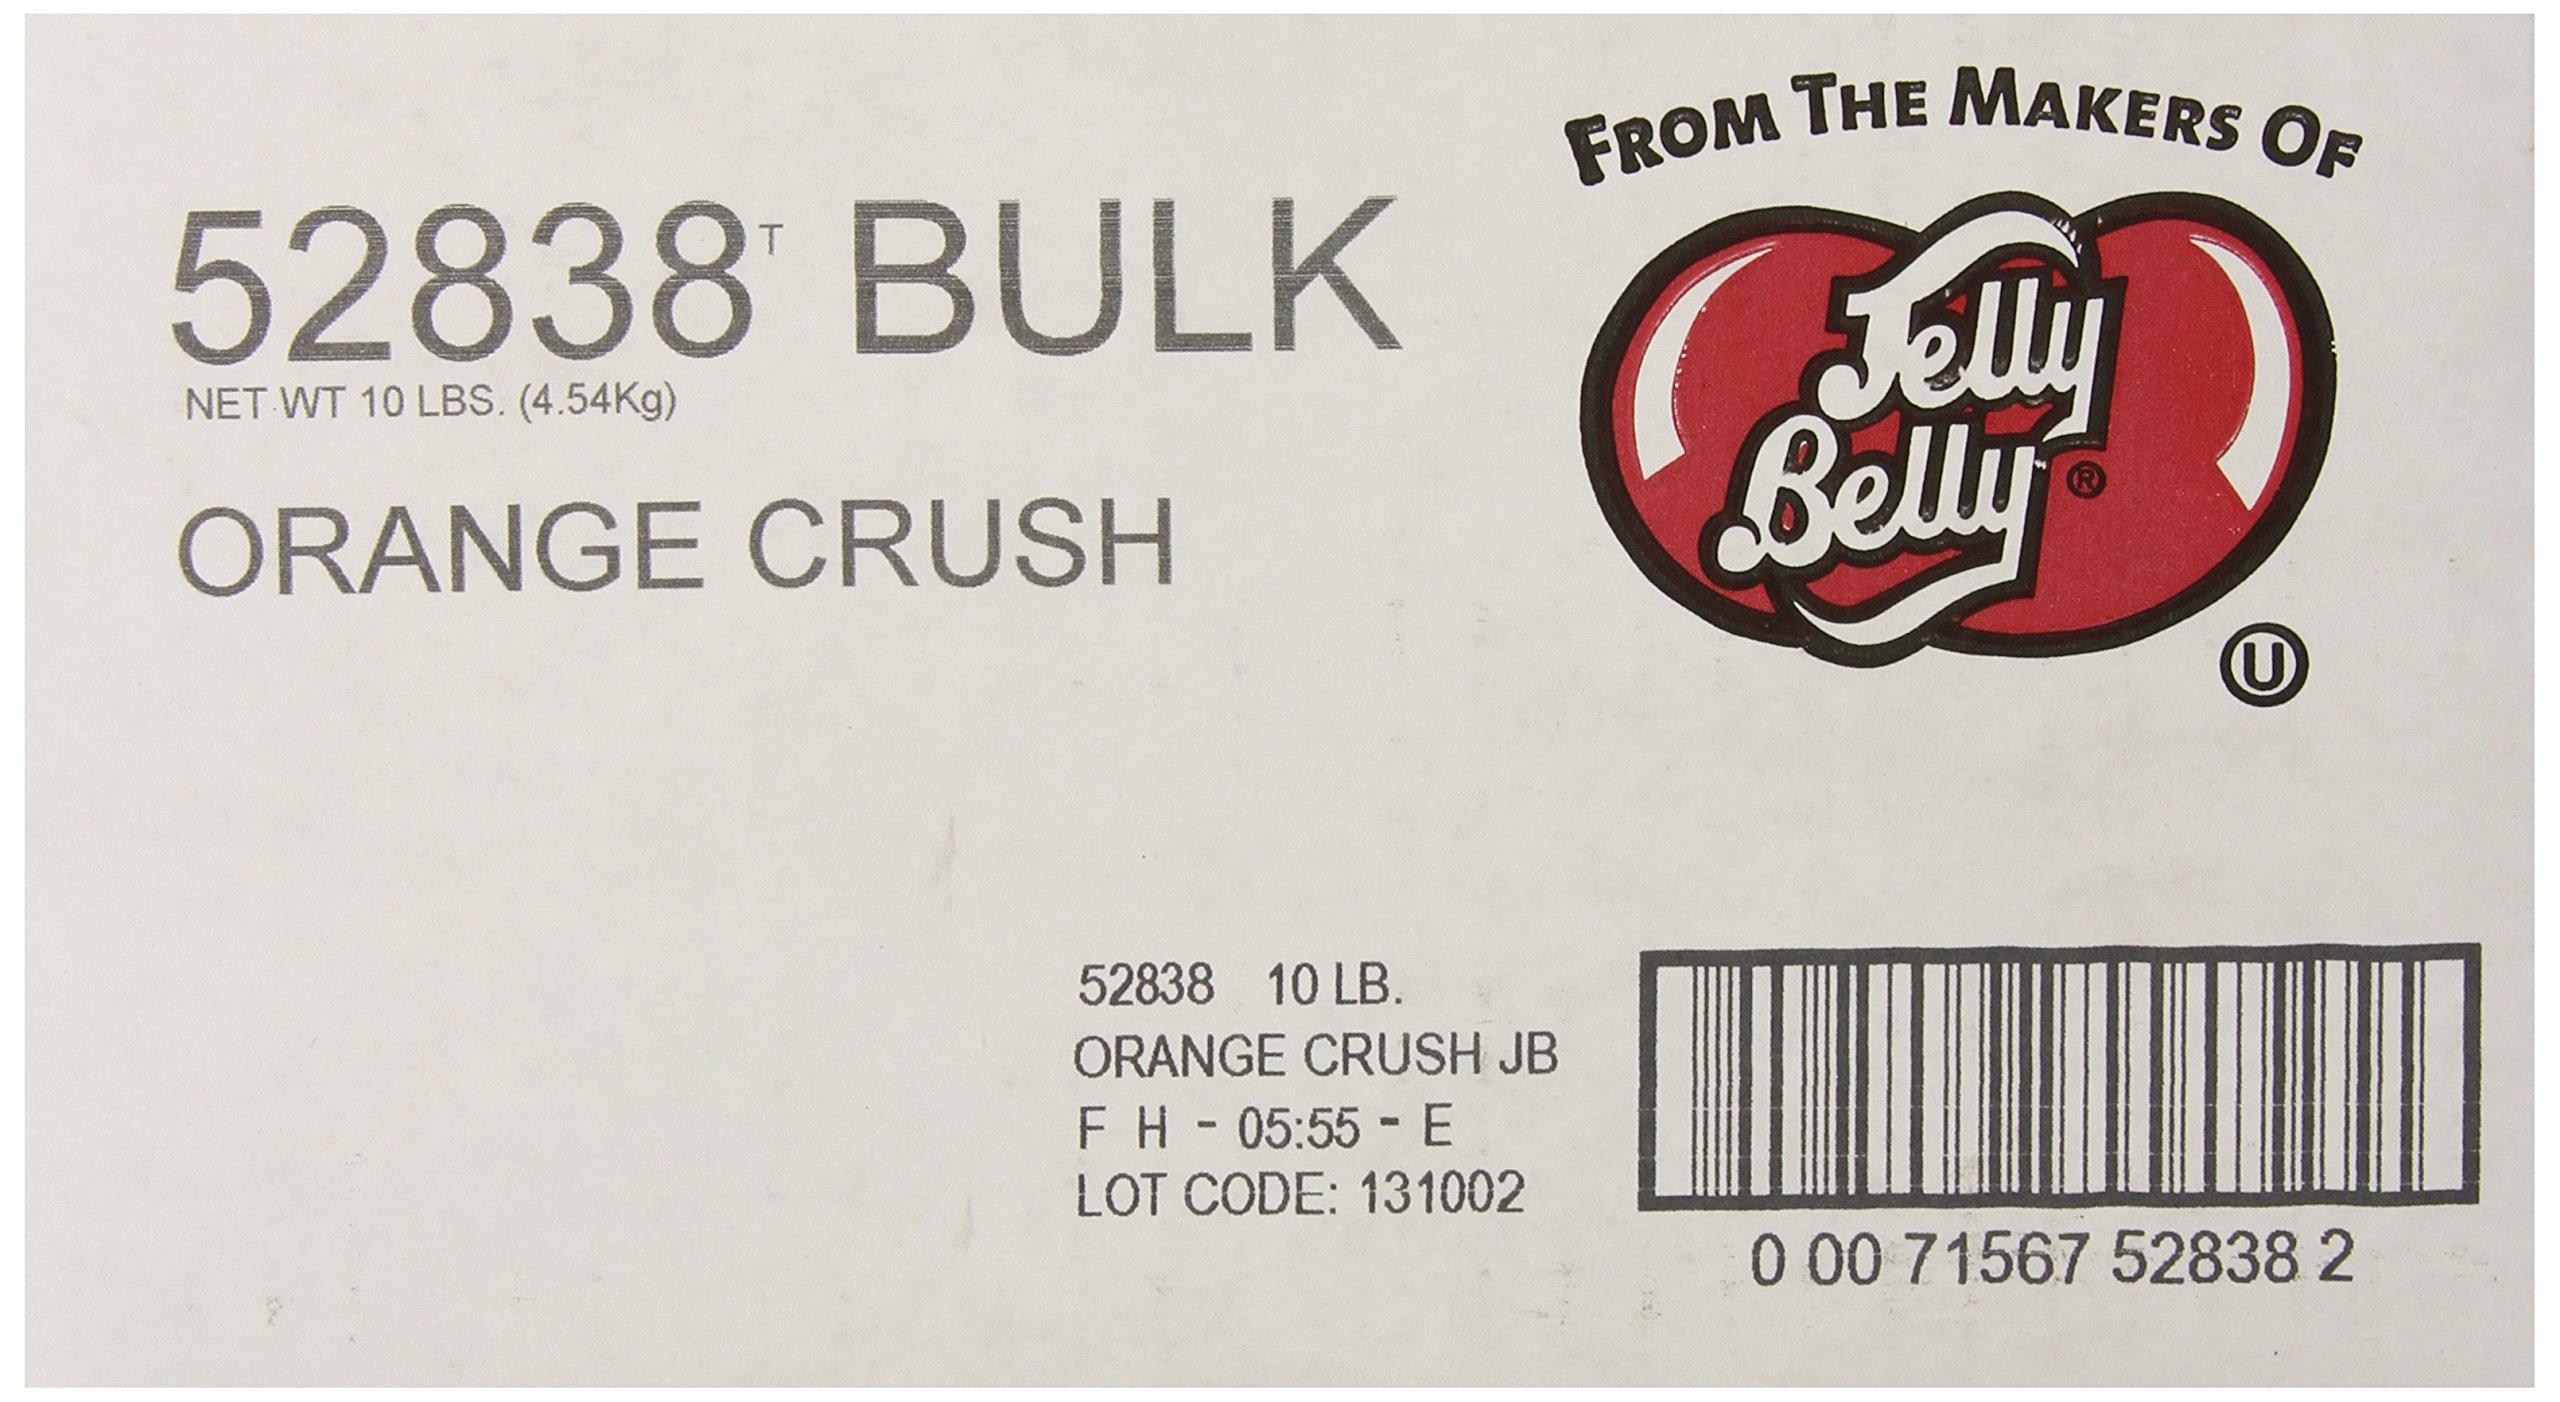 FROM THE MAKERS OF
Jelly
Belly®
Ⓤ
52838T BULK
NET WT 10 LBS. (4.54Kg)
ORANGE CRUSH
52838 10 LB.
ORANGE CRUSH JB
F H - 05:55 - E
LOT CODE: 131002
0 00 71567 52838 2